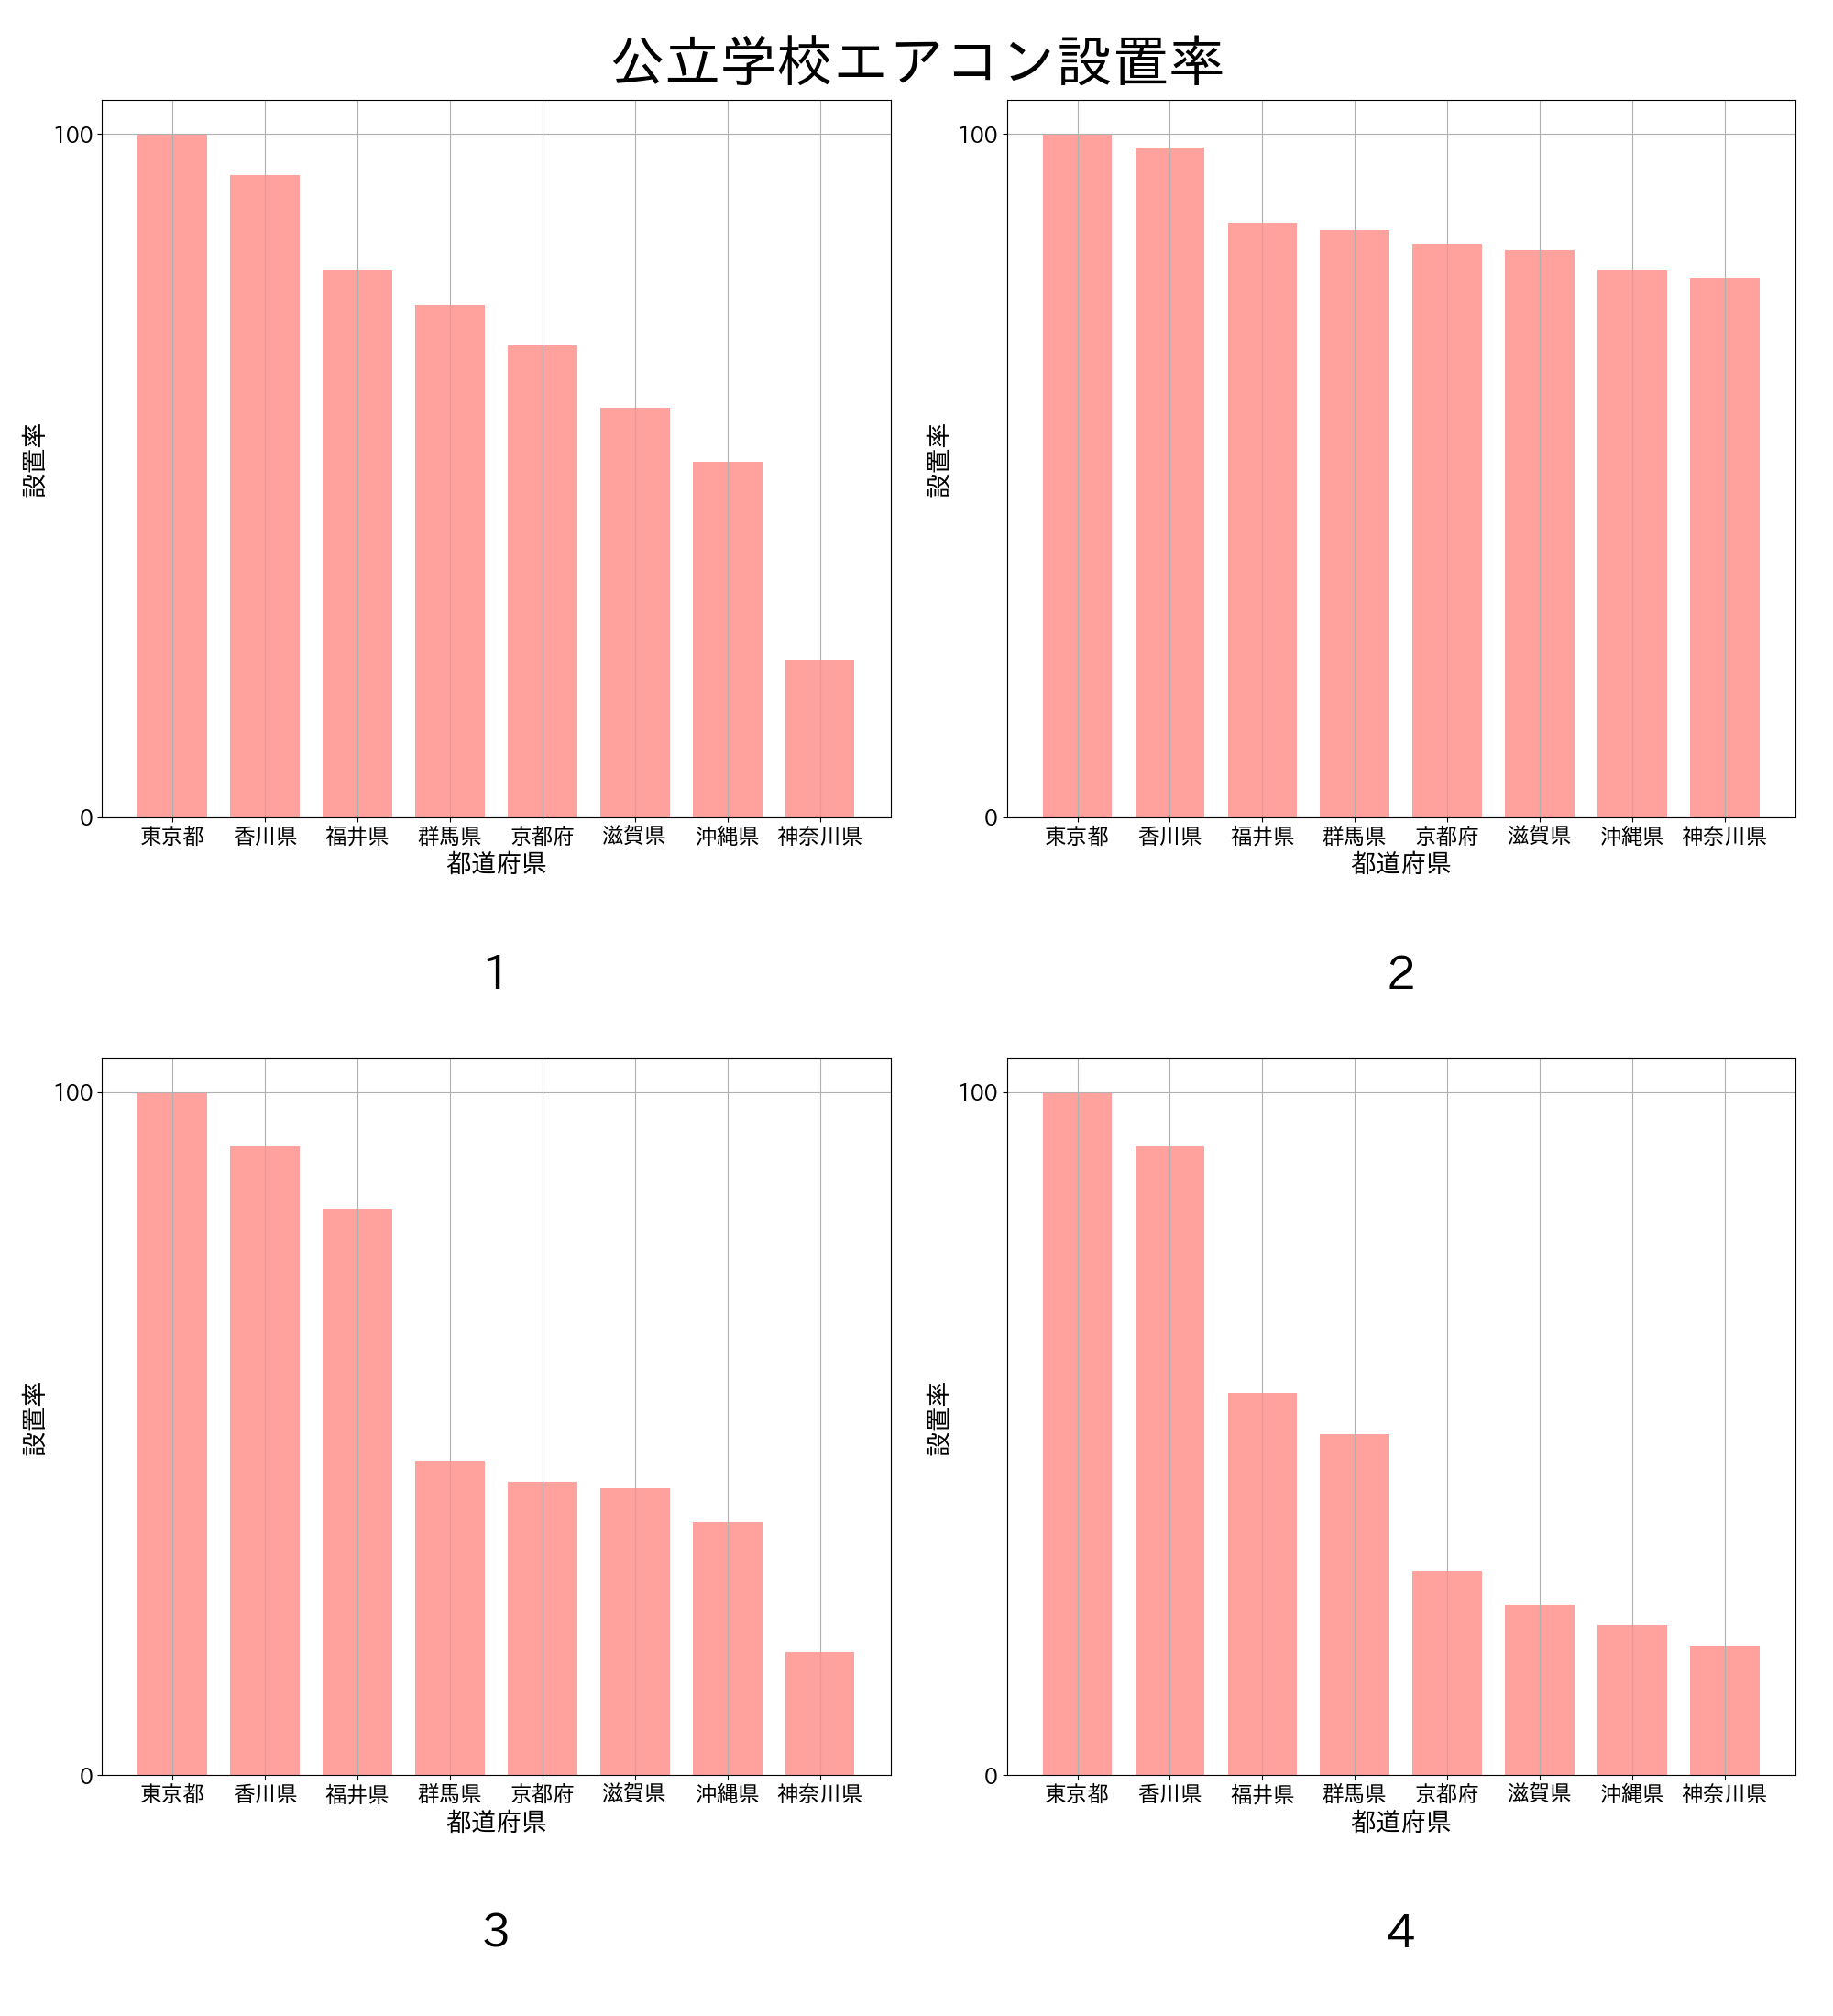 公立学校エアコン設置率
100
0
設置率
東京都 香川県 福井県 群馬県 京都府 滋賀県 沖縄県 神奈川県
都道府県
1
100
0
設置率
東京都 香川県 福井県 群馬県 京都府 滋賀県 沖縄県 神奈川県
都道府県
2
100
0
設置率
東京都 香川県 福井県 群馬県 京都府 滋賀県 沖縄県 神奈川県
都道府県
3
100
0
設置率
東京都 香川県 福井県 群馬県 京都府 滋賀県 沖縄県 神奈川県
都道府県
4